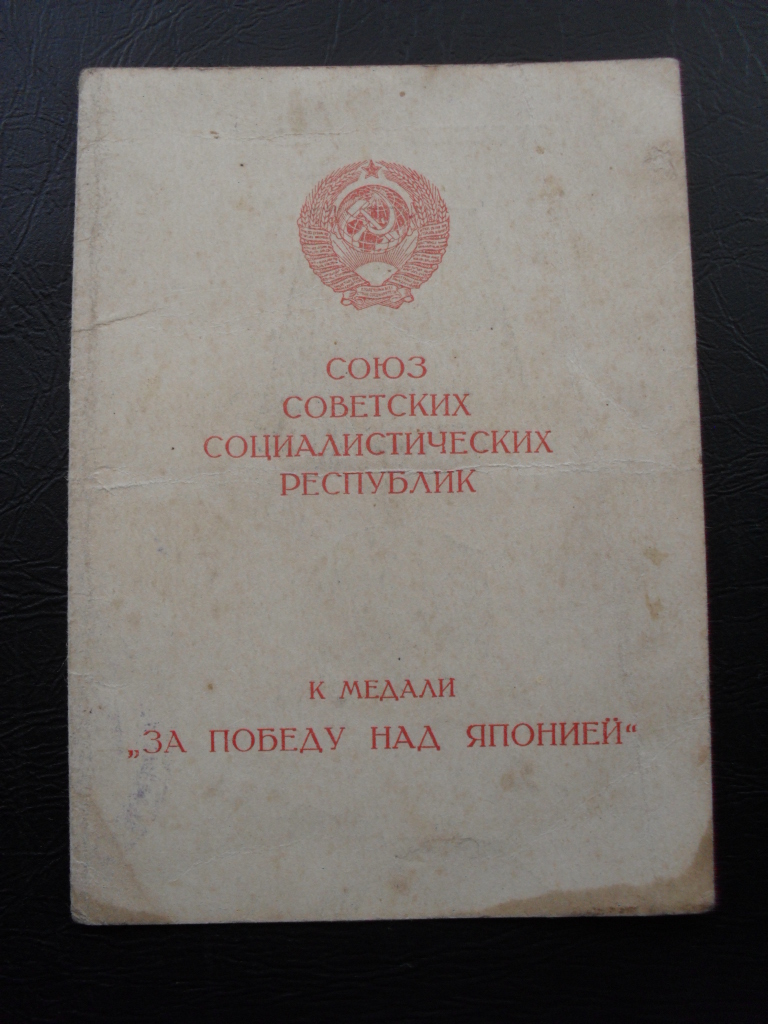 СОЮЗ
СОВЕТСКИХ
СОЦИАЛИСТИЧЕСКИХ
РЕСПУБЛИК
К МЕДАЛИ
„ЗА ПОБЕДУ НАД ЯПОНИЕЙ“